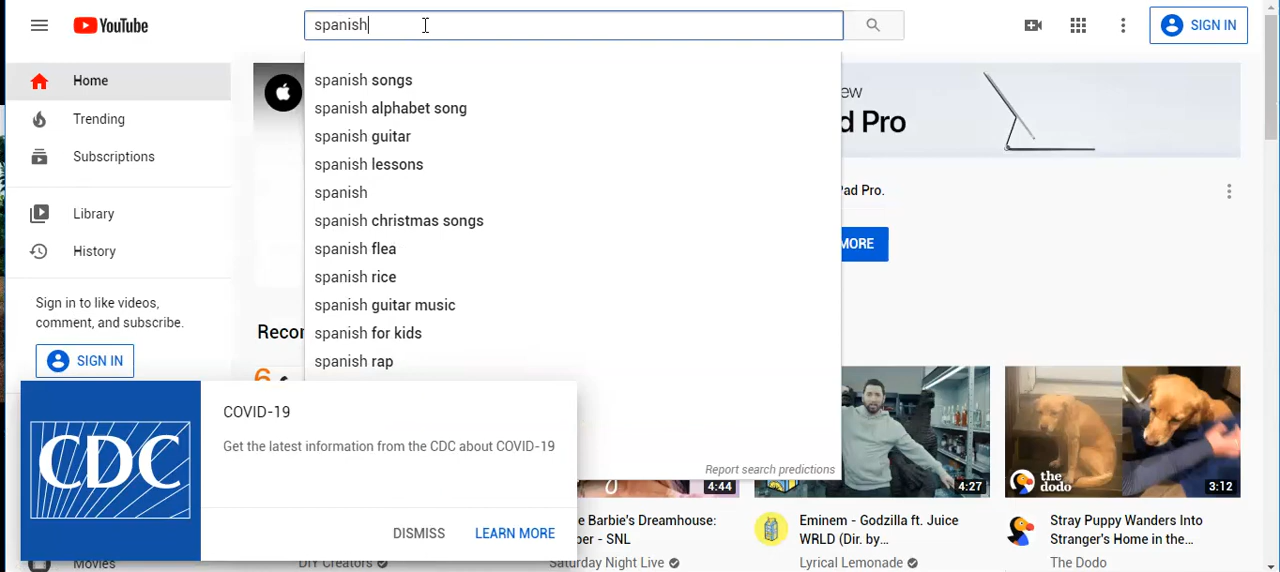 YouTube
spanish
SIGN IN
Home
Trending
Subscriptions
Library
History
Sign in to like videos,
comment, and subscribe.
SIGN IN
spanish songs
spanish alphabet song
spanish guitar
spanish lessons
spanish
spanish christmas songs
spanish flea
spanish rice
spanish guitar music
spanish for kids
spanish rap
Report search predictions
ew
d Pro
Pad Pro.
MORE
Recor
CDC
COVID-19
Get the latest information from the CDC about COVID-19
DISMISS
LEARN MORE
Movies
4:44
e Barbie's Dreamhouse:
per - SNL
DIY Creators
Saturday Night Live
4:27
Eminem - Godzilla ft. Juice
WRLD (Dir. by...
Lyrical Lemonade
the
dodo
3:12
Stray Puppy Wanders Into
Stranger's Home in the...
The Dodo